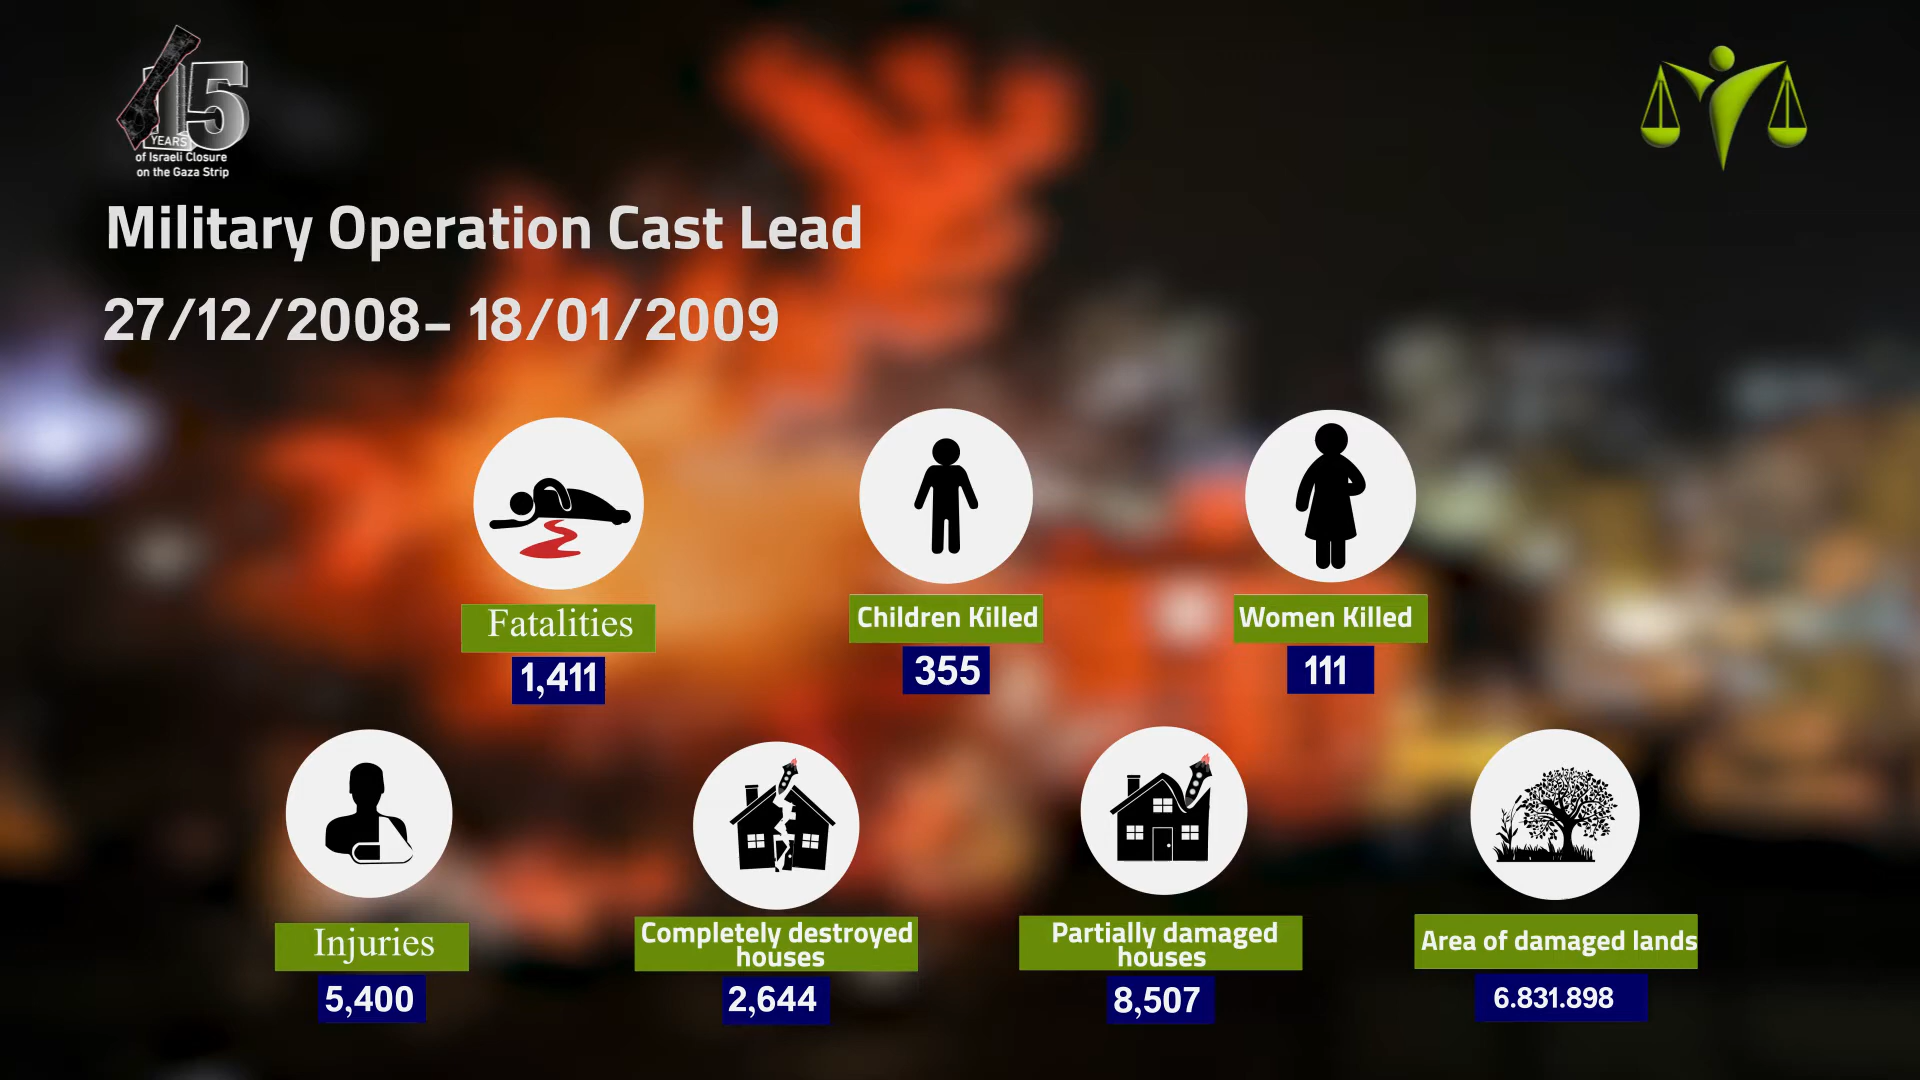 15
YEARS
of Israeli Closure
on the Gaza Strip
Military Operation Cast Lead
27/12/2008– 18/01/2009
Fatalities
1,411
Children Killed
355
Women Killed
111
Injuries
5,400
Completely destroyed
houses
2,644
Partially damaged
houses
8,507
Area of damaged lands
6.831.898